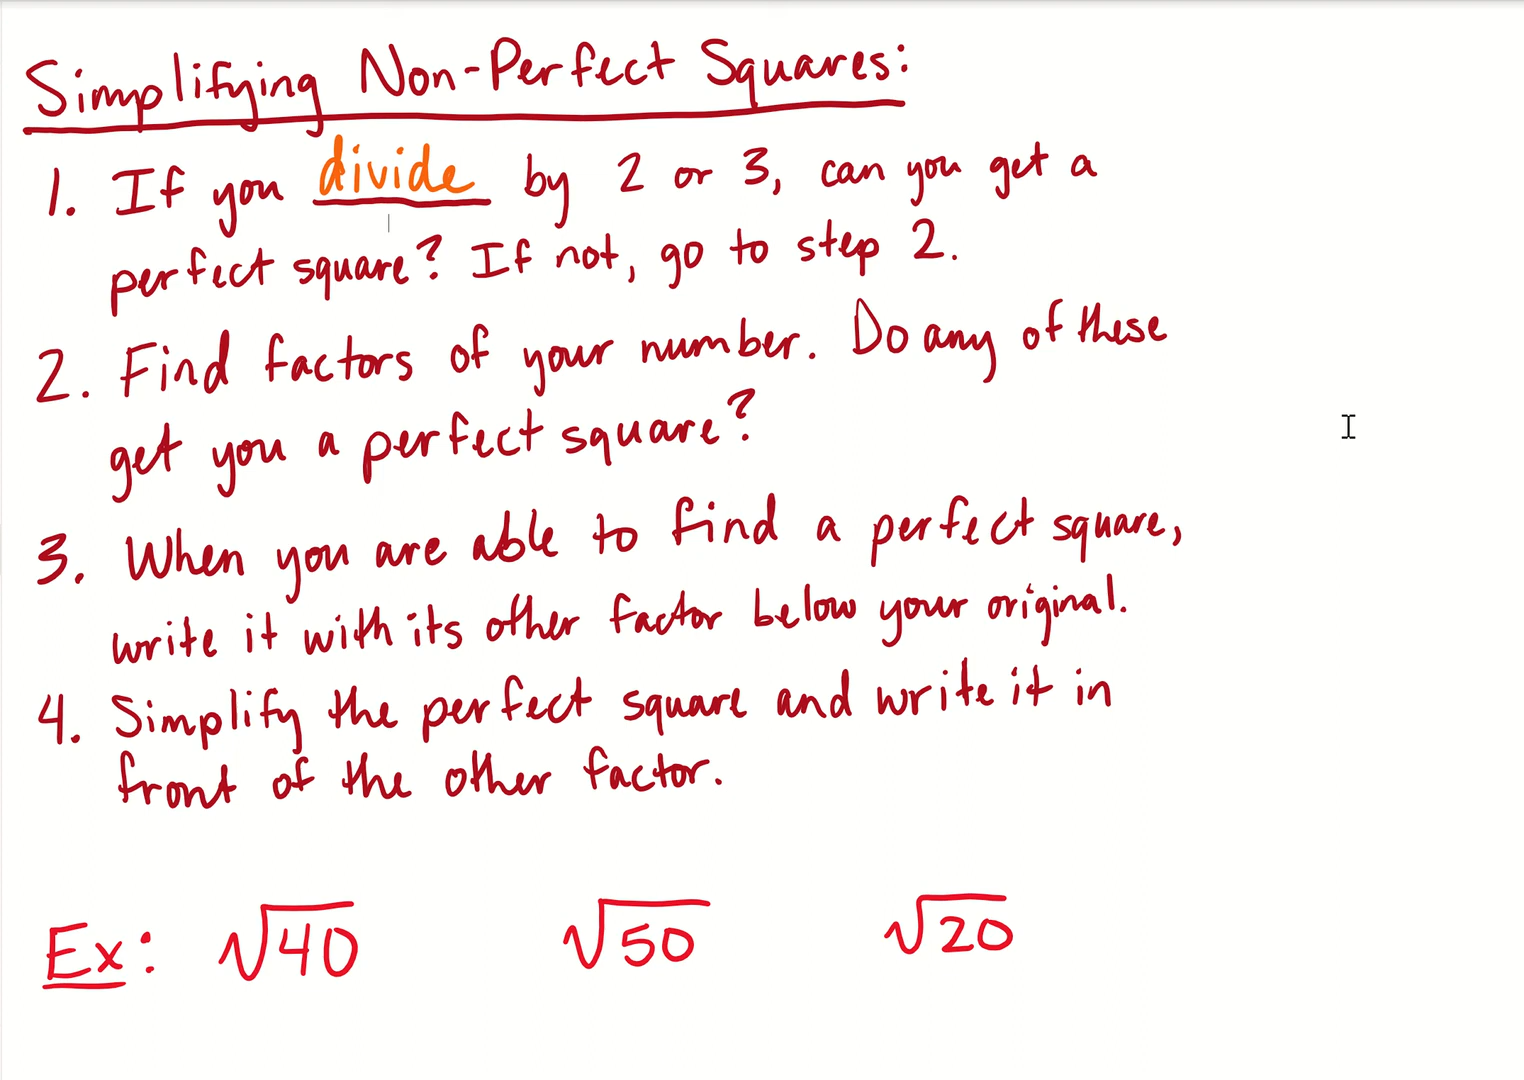 Simplifying Non-Perfect Squares:
1. If you divide by 2 or 3, can you get a
perfect square? If not, go to step 2.
2. Find factors of your number. Do any of these
get you a perfect square?
3. When you are able to find a perfect square,
write it with its other factor below your original.
4. Simplify the perfect square and write it in
front of the other factor.
Ex: √40 √50 √20